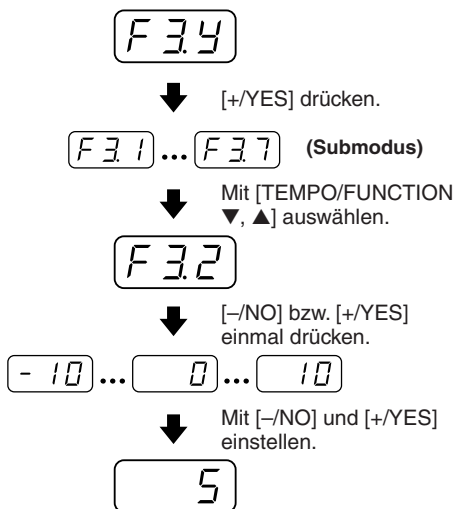 F 3.Y
[+/YES] drücken.
F 3.1 ... F 3.7 (Submodus)
Mit [TEMPO/FUNCTION
▼, ▲] auswählen.
F 3.2
[–/NO] bzw. [+/YES]
einmal drücken.
- 10 ... 0 ... 10
Mit [–/NO] und [+/YES]
einstellen.
5